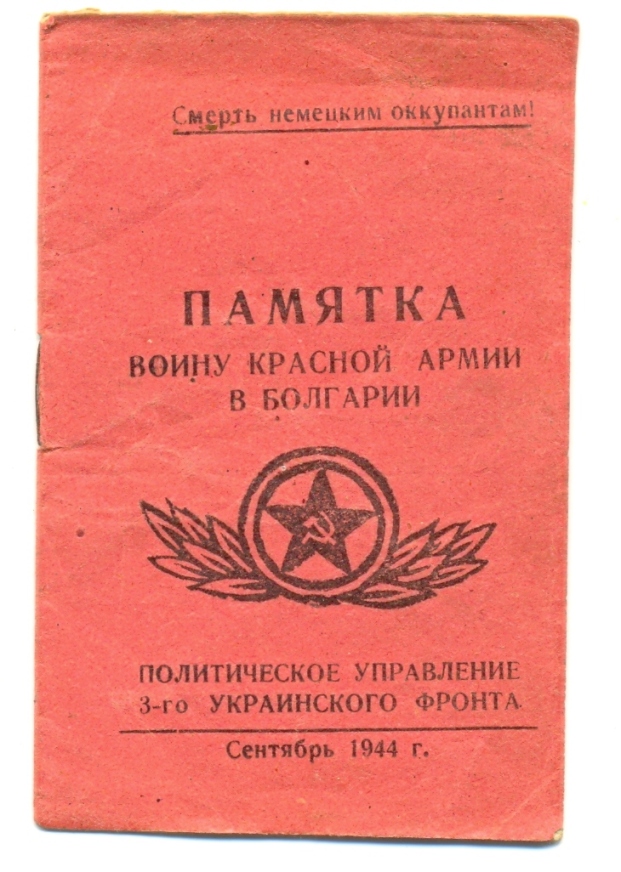 Смерть немецким оккупантам!
ПАМЯТКА
ВОИНУ КРАСНОЙ АРМИИ
В БОЛГАРИИ
ПОЛИТИЧЕСКОЕ УПРАВЛЕНИЕ
3-го УКРАИНСКОГО ФРОНТА
Сентябрь 1944 г.